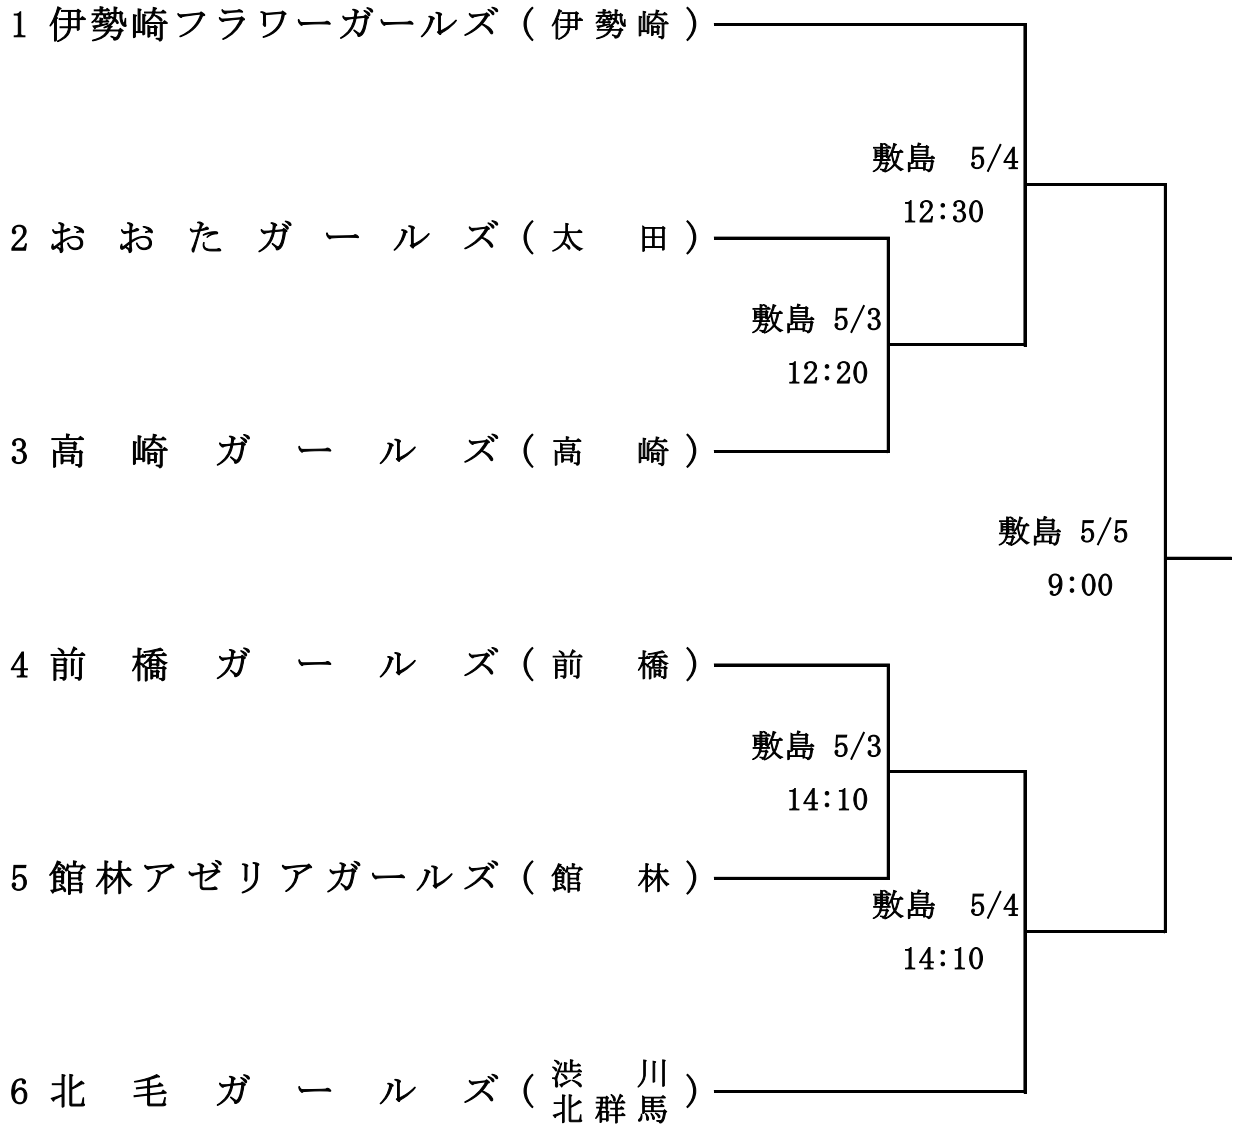 1 伊勢崎フラワーガールズ(伊勢崎)
敷島 5/4
12:30
2 おおたガールズ(太田)
敷島 5/3
12:20
3 高崎ガールズ(高崎)
敷島 5/5
9:00
4 前橋ガールズ(前橋)
敷島 5/3
14:10
5 館林アゼリアガールズ(館林)
敷島 5/4
14:10
6 北毛ガールズ(渋川
北群馬)